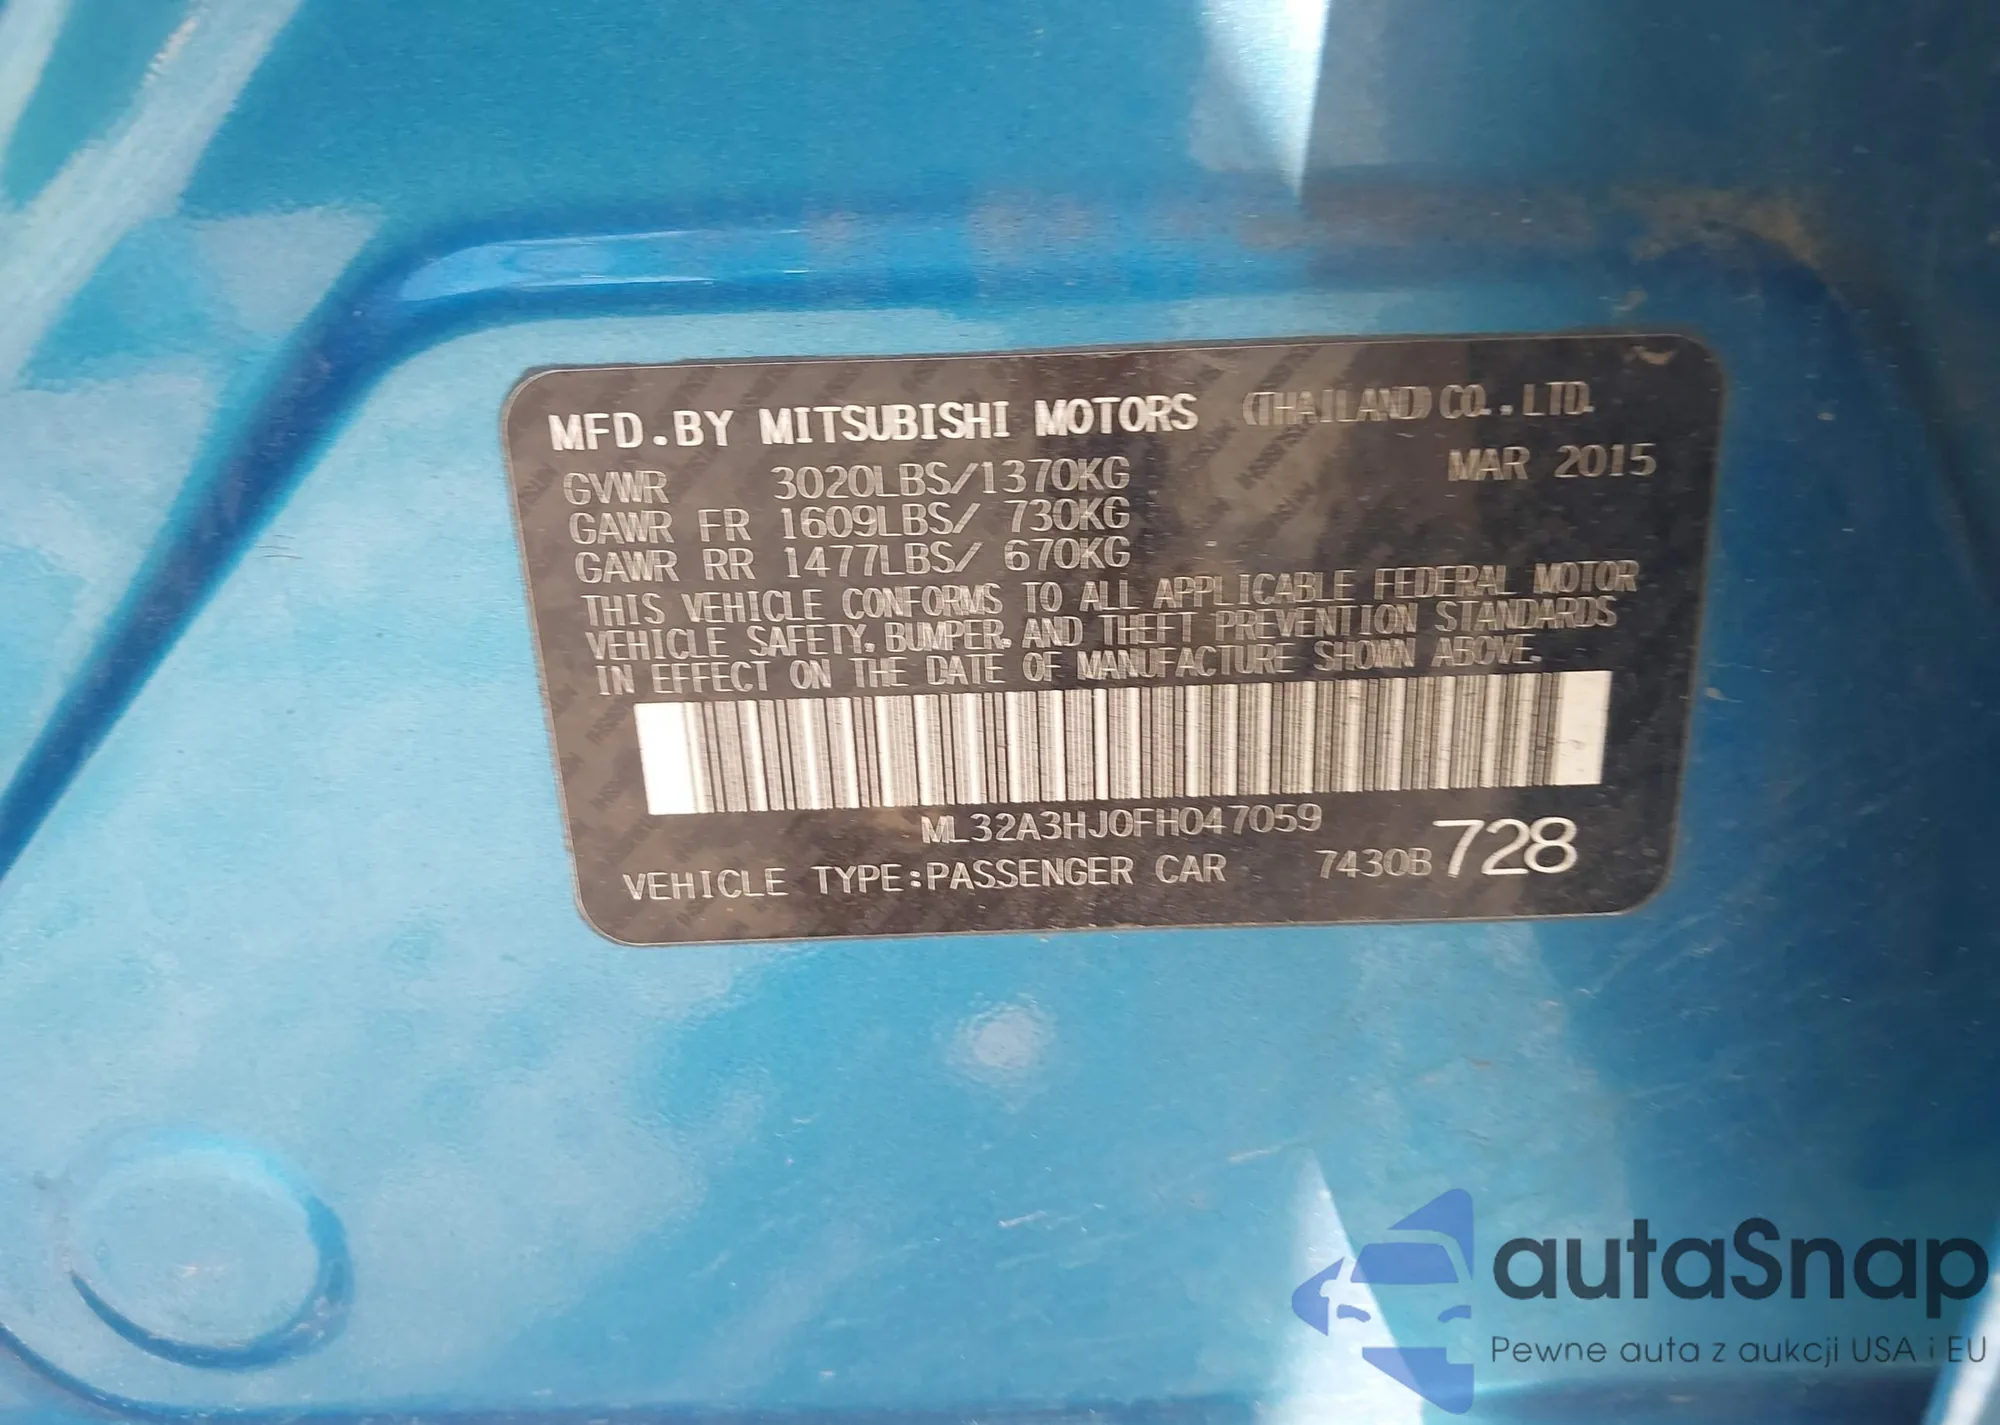 MFD.BY MITSUBISHI MOTORS (THAILAND) CO.,LTD.
MAR 2015
GVWR 3020LBS/1370KG
GAWR FR 1609LBS/ 730KG
GAWR RR 1477LBS/ 670KG
THIS VEHICLE CONFORMS TO ALL APPLICABLE FEDERAL MOTOR
VEHICLE SAFETY, BUMPER, AND THEFT PREVENTION STANDARDS
IN EFFECT ON THE DATE OF MANUFACTURE SHOWN ABOVE.
ML32A3HJ0FH047059
VEHICLE TYPE:PASSENGER CAR 7430B 728
autaSnap
Pewne auta z aukcji USA i EU